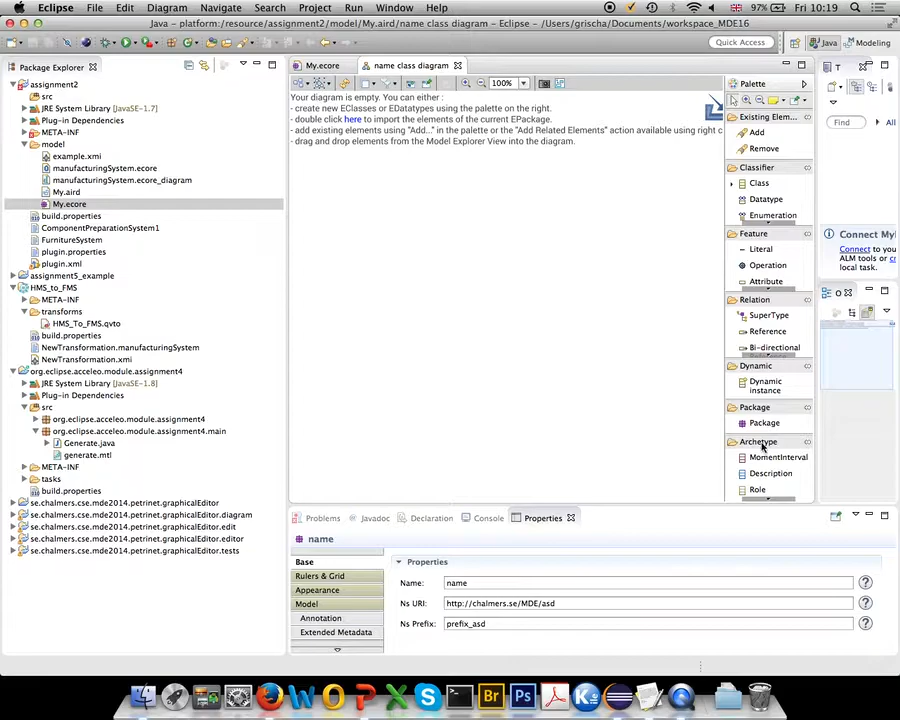 Eclipse File Edit Diagram Navigate Search Project Run Window Help 97% Fri 10:19
Java – platform:/resource/assignment2/model/My.aird/name class diagram – Eclipse – /Users/grischa/Documents/workspace_MDE16
Quick Access Java Modeling
Package Explorer
assignment2
src
JRE System Library [JavaSE-1.7]
Plug-in Dependencies
META-INF
model
example.xmi
manufacturingSystem.ecore
manufacturingSystem.ecore_diagram
My.aird
My.ecore
build.properties
ComponentPreparationSystem1
FurnitureSystem
plugin.properties
plugin.xml
assignment5_example
HMS_to_FMS
META-INF
transforms
HMS_To_FMS.qvto
build.properties
NewTransformation.manufacturingSystem
NewTransformation.xmi
org.eclipse.acceleo.module.assignment4
JRE System Library [JavaSE-1.8]
Plug-in Dependencies
src
org.eclipse.acceleo.module.assignment4
org.eclipse.acceleo.module.assignment4.main
Generate.java
generate.mtl
META-INF
tasks
build.properties
se.chalmers.cse.mde2014.petrinet.graphicalEditor
se.chalmers.cse.mde2014.petrinet.graphicalEditor.diagram
se.chalmers.cse.mde2014.petrinet.graphicalEditor.edit
se.chalmers.cse.mde2014.petrinet.graphicalEditor.editor
se.chalmers.cse.mde2014.petrinet.graphicalEditor.tests
My.ecore name class diagram
100%
Your diagram is empty. You can either :
- create new EClasses or EDatatypes using the palette on the right.
- double click here to import the elements of the current EPackage.
- add existing elements using "Add..." in the palette or the "Add Related Elements" action available using right c
- drag and drop elements from the Model Explorer View into the diagram.
Palette
Existing Elem...
Add
Remove
Classifier
Class
Datatype
Enumeration
Feature
Literal
Operation
Attribute
Relation
SuperType
Reference
Bi-directional
Dynamic
Dynamic
instance
Package
Package
Archetype
MomentInterval
Description
Role
T
Find All
Connect Myl
Connect to you
ALM tools or cr
local task.
O
Problems Javadoc Declaration Console Properties
name
Base
Rulers & Grid
Appearance
Model
Annotation
Extended Metadata
Properties
Name: name
Ns URI: http://chalmers.se/MDE/asd
Ns Prefix: prefix_asd
Br Ps